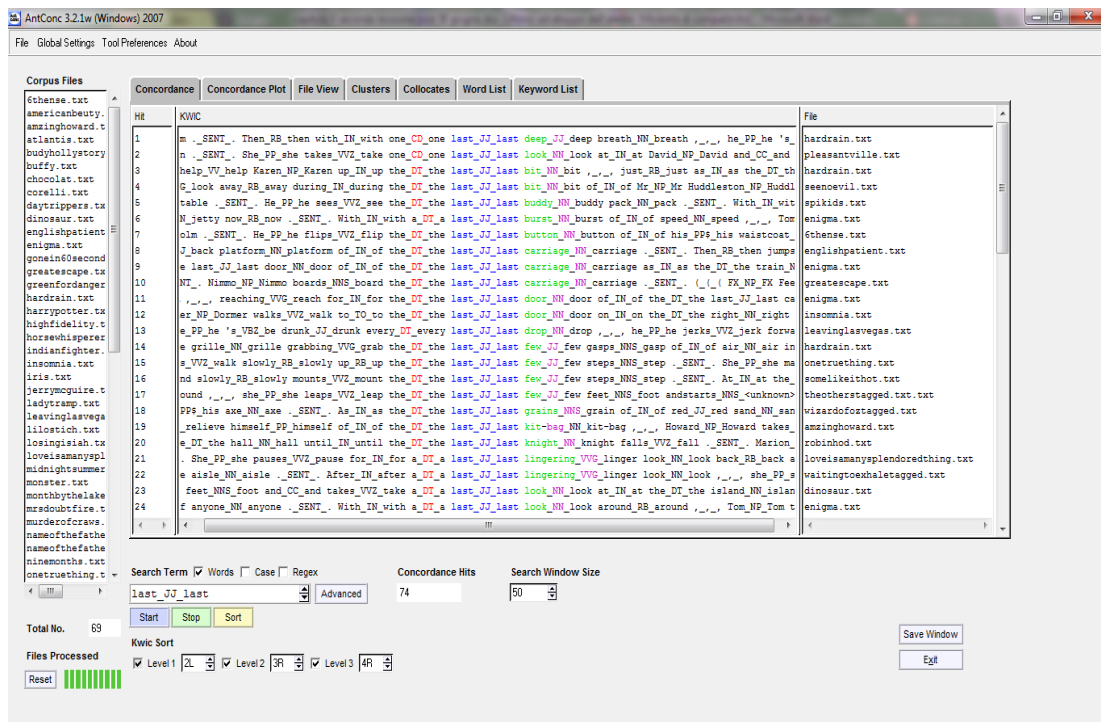 AntConc 3.2.1w (Windows) 2007
File Global Settings Tool Preferences About
Corpus Files
6thense.txt
americanbeuty.
amzinghoward.t
atlantis.txt
budyhollystory
buffy.txt
chocolat.txt
corelli.txt
daytrippers.tx
dinosaur.txt
englishpatient
enigma.txt
gonein60second
greatescape.tx
greenfordanger
hardrain.txt
harrypotter.tx
highfidelity.t
horsewhisperer
indianfighter.
insomnia.txt
iris.txt
jerrymcguire.t
ladytramp.txt
leavinglasvega
lilostich.txt
losingisiah.tx
loveisamanyspl
midnightsummer
monster.txt
monthbythelake
mrsdoubtfire.t
murderofcraws.
nameofthefathe
nameofthefathe
ninemonths.txt
onetruething.t
Total No. 69
Files Processed
Reset
Concordance Concordance Plot File View Clusters Collocates Word List Keyword List
Hit KWIC File
1 m ._SENT_. Then_RB_then with_IN_with one_CD_one last_JJ_last deep_JJ_deep breath_NN_breath ,_,_, he_PP_he 's_ hardrain.txt
2 n ._SENT_. She_PP_she takes_VVZ_take one_CD_one last_JJ_last look_NN_look at_IN_at David_NP_David and_CC_and pleasantville.txt
3 help_VV_help Karen_NP_Karen up_IN_up the_DT_the last_JJ_last bit_NN_bit ,_,_, just_RB_just as_IN_as the_DT_th hardrain.txt
4 G_look away_RB_away during_IN_during the_DT_the last_JJ_last bit_NN_bit of_IN_of Mr_NP_Mr Huddleston_NP_Huddl seenoevil.txt
5 table ._SENT_. He_PP_he sees_VVZ_see the_DT_the last_JJ_last buddy_NN_buddy pack_NN_pack ._SENT_. With_IN_wit spikids.txt
6 N_jetty now_RB_now ._SENT_. With_IN_with a_DT_a last_JJ_last burst_NN_burst of_IN_of speed_NN_speed ,_,_, Tom enigma.txt
7 olm ._SENT_. He_PP_he flips_VVZ_flip the_DT_the last_JJ_last button_NN_button of_IN_of his_PP$_his waistcoat_ 6thense.txt
8 J_back platform_NN_platform of_IN_of the_DT_the last_JJ_last carriage_NN_carriage ._SENT_. Then_RB_then jumps englishpatient.txt
9 e last_JJ_last door_NN_door of_IN_of the_DT_the last_JJ_last carriage_NN_carriage as_IN_as the_DT_the train_N enigma.txt
10 NT_. Nimmo_NP_Nimmo boards_NNS_board the_DT_the last_JJ_last carriage_NN_carriage ._SENT_. (_(_( FX_NP_FX Fee greatescape.txt
11 ,_,_, reaching_VVG_reach for_IN_for the_DT_the last_JJ_last door_NN_door of_IN_of the_DT_the last_JJ_last ca enigma.txt
12 er_NP_Dormer walks_VVZ_walk to_TO_to the_DT_the last_JJ_last door_NN_door on_IN_on the_DT_the right_NN_right insomnia.txt
13 e_PP_he 's_VBZ_be drunk_JJ_drunk every_DT_every last_JJ_last drop_NN_drop ,_,_, he_PP_he jerks_VVZ_jerk forwa leavinglasvegas.txt
14 e grille_NN_grille grabbing_VVG_grab the_DT_the last_JJ_last few_JJ_few gasps_NNS_gasp of_IN_of air_NN_air in hardrain.txt
15 s_VVZ_walk slowly_RB_slowly up_RB_up the_DT_the last_JJ_last few_JJ_few steps_NNS_step ._SENT_. She_PP_she ma onetruething.txt
16 nd slowly_RB_slowly mounts_VVZ_mount the_DT_the last_JJ_last few_JJ_few steps_NNS_step ._SENT_. At_IN_at the_ somelikeithot.txt
17 ound ,_,_, she_PP_she leaps_VVZ_leap the_DT_the last_JJ_last few_JJ_few feet_NNS_foot andstarts_NNS_<unknown> theotherstagged.txt.txt
18 PP$_his axe_NN_axe ._SENT_. As_IN_as the_DT_the last_JJ_last grains_NNS_grain of_IN_of red_JJ_red sand_NN_san wizardofoztagged.txt
19 _relieve himself_PP_himself of_IN_of the_DT_the last_JJ_last kit-bag_NN_kit-bag ,_,_, Howard_NP_Howard takes_ amzinghoward.txt
20 e_DT_the hall_NN_hall until_IN_until the_DT_the last_JJ_last knight_NN_knight falls_VVZ_fall ._SENT_. Marion_ robinhod.txt
21 . She_PP_she pauses_VVZ_pause for_IN_for a_DT_a last_JJ_last lingering_VVG_linger look_NN_look back_RB_back a loveisamanysplendoredthing.txt
22 e aisle_NN_aisle ._SENT_. After_IN_after a_DT_a last_JJ_last lingering_VVG_linger look_NN_look ,_,_, she_PP_s waitingtoexhaletagged.txt
23 feet_NNS_foot and_CC_and takes_VVZ_take a_DT_a last_JJ_last look_NN_look at_IN_at the_DT_the island_NN_islan dinosaur.txt
24 f anyone_NN_anyone ._SENT_. With_IN_with a_DT_a last_JJ_last look_NN_look around_RB_around ,_,_, Tom_NP_Tom t enigma.txt
Search Term Words Case Regex Concordance Hits Search Window Size
last_JJ_last Advanced 74 50
Start Stop Sort
Kwic Sort
Level 1 2L Level 2 3R Level 3 4R
Save Window
Exit